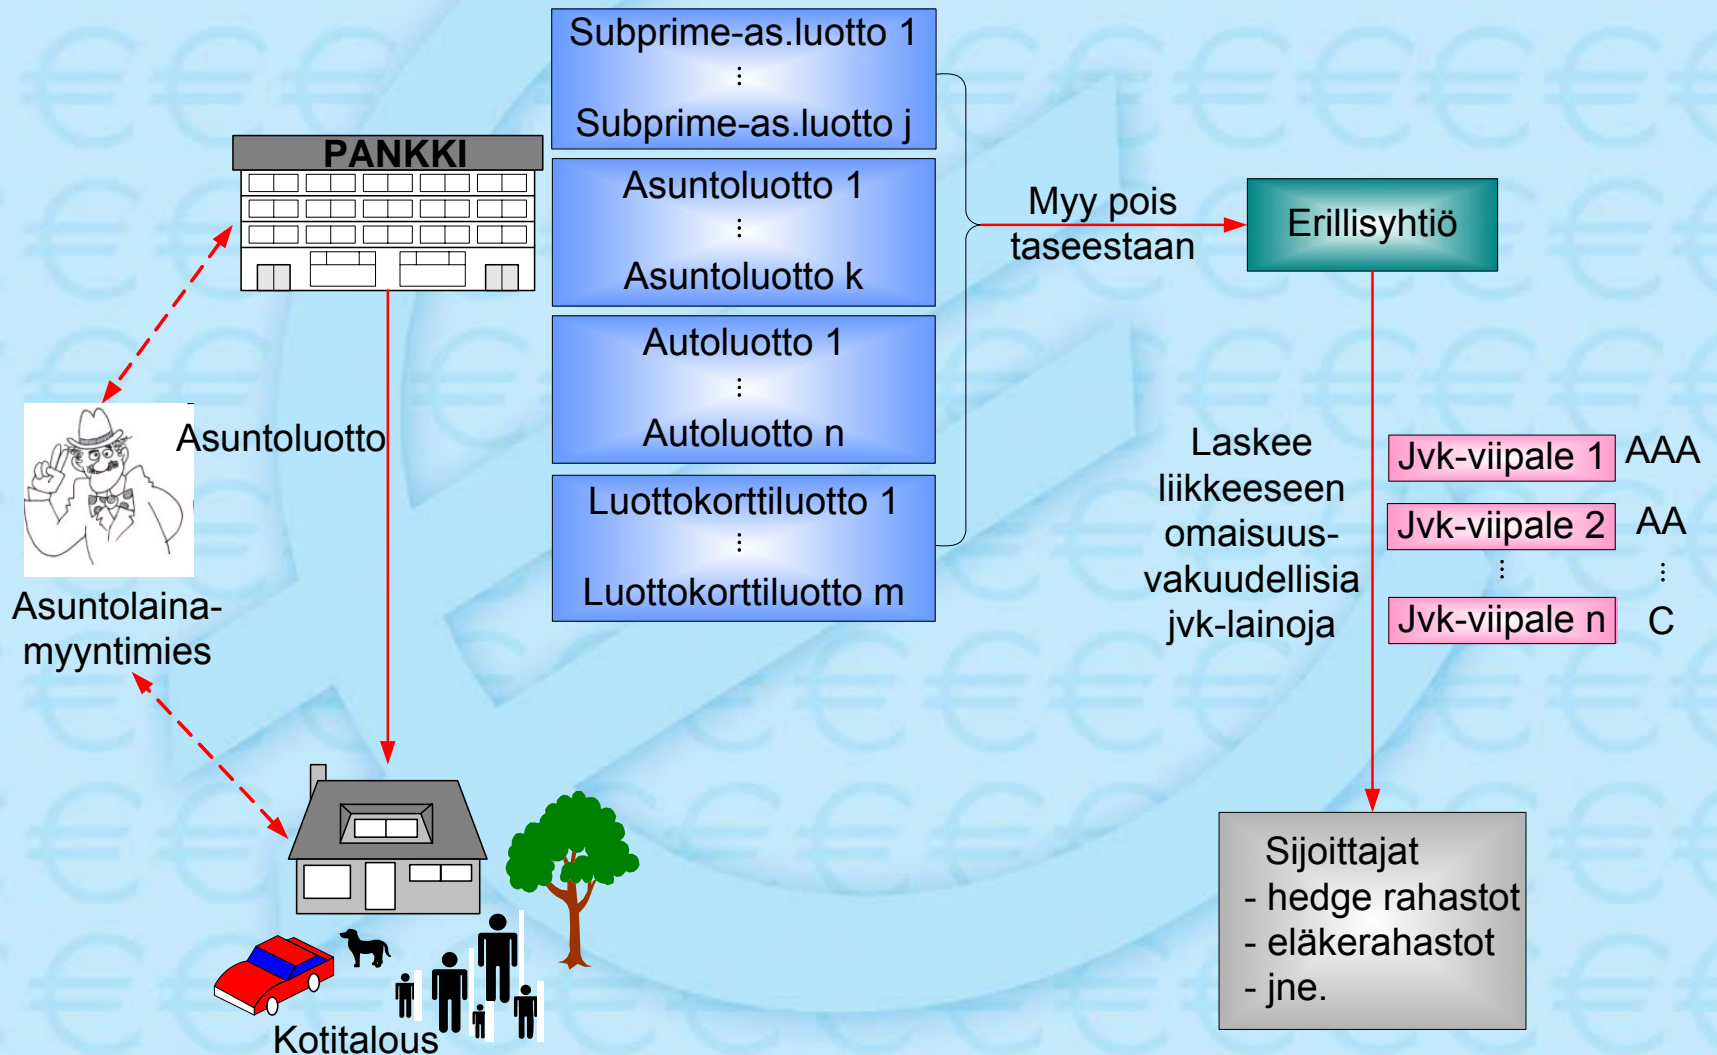 Subprime-as.luotto 1
⋮
Subprime-as.luotto j
PANKKI
Asuntoluotto 1
⋮
Asuntoluotto k
Autoluotto 1
⋮
Autoluotto n
Luottokorttiluotto 1
⋮
Luottokorttiluotto m
Myy pois
taseestaan
Erillisyhtiö
Asuntoluotto
Asuntolaina-
myyntimies
Kotitalous
Laskee
liikkeeseen
omaisuus-
vakuudellisia
jvk-lainoja
Jvk-viipale 1 AAA
Jvk-viipale 2 AA
⋮ ⋮
Jvk-viipale n C
Sijoittajat
- hedge rahastot
- eläkerahastot
- jne.